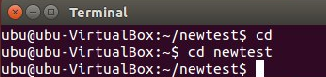 Terminal
ubu@ubu-VirtualBox:~/newtest$ cd
ubu@ubu-VirtualBox:~$ cd newtest
ubu@ubu-VirtualBox:~/newtest$